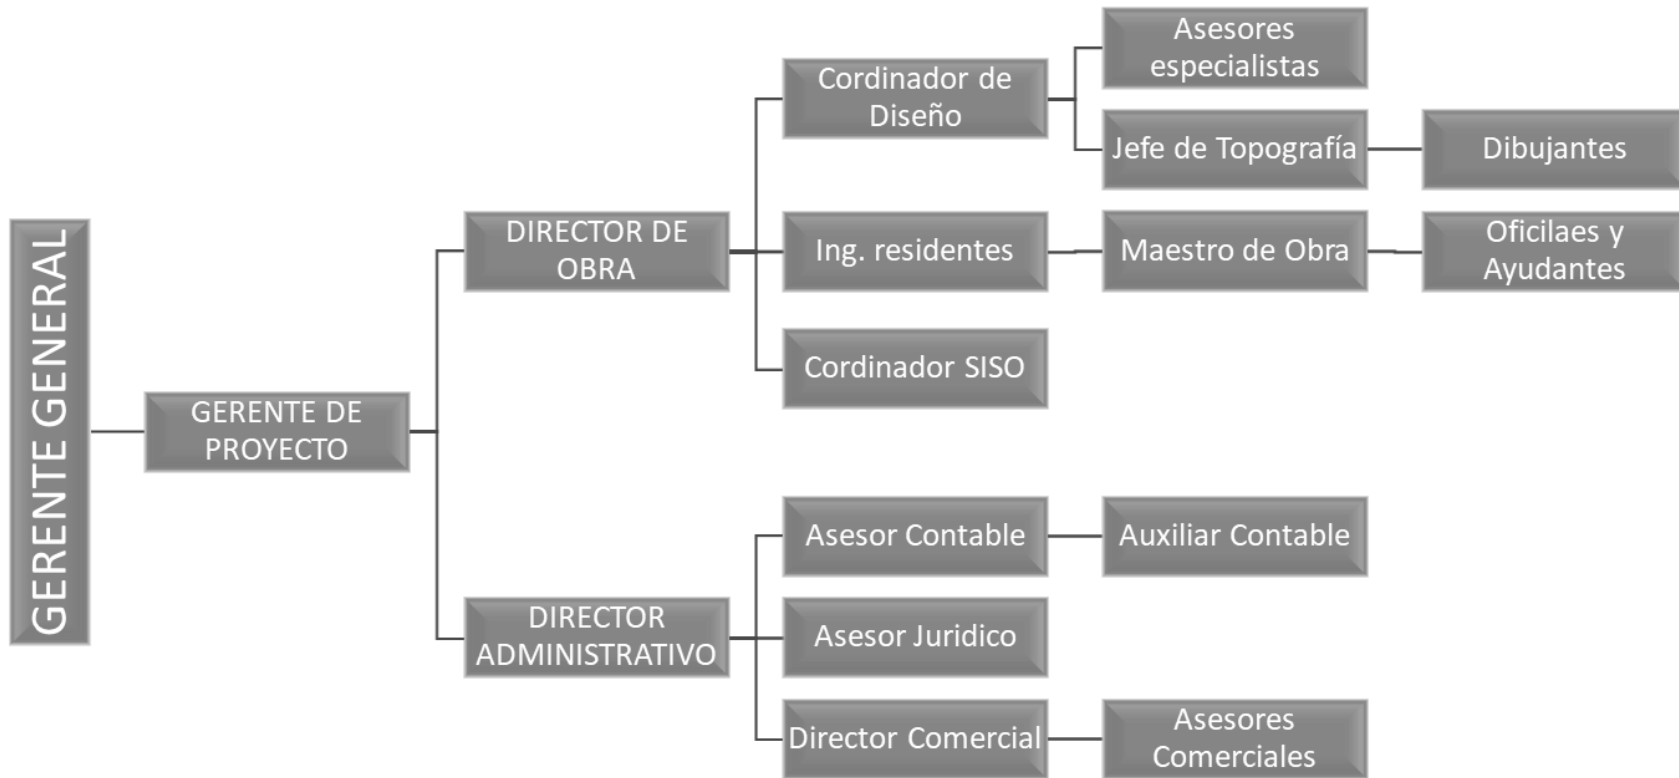 GERENTE GENERAL
GERENTE DE
PROYECTO
DIRECTOR DE
OBRA
Cordinador de
Diseño
Asesores
especialistas
Jefe de Topografía
Dibujantes
Ing. residentes
Maestro de Obra
Oficilaes y
Ayudantes
Cordinador SISO
DIRECTOR
ADMINISTRATIVO
Asesor Contable
Auxiliar Contable
Asesor Juridico
Director Comercial
Asesores
Comerciales